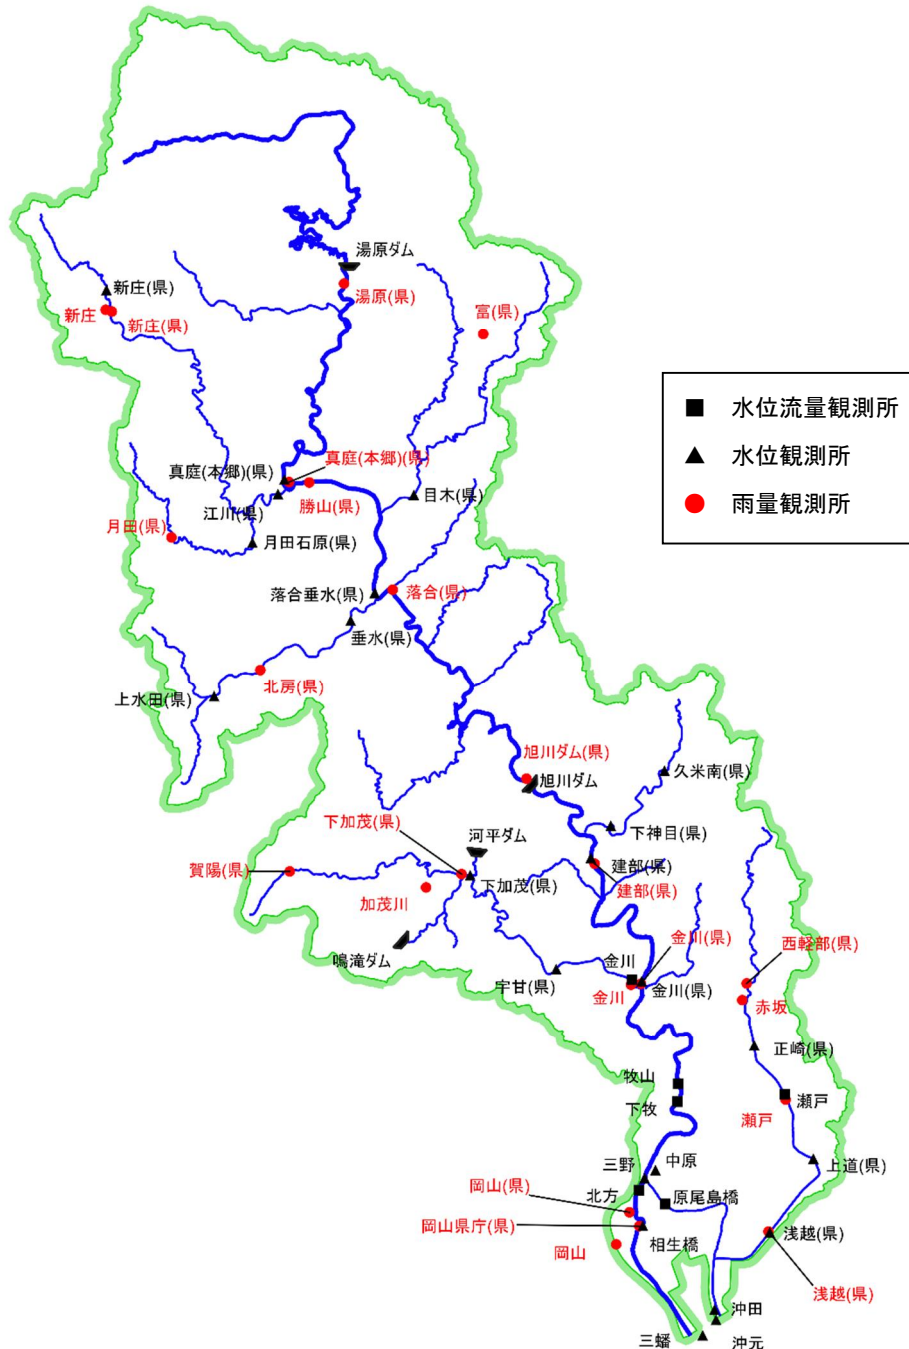 湯原ダム
新庄(県)
湯原(県)
新庄
新庄(県)
富(県)
水位流量観測所
水位観測所
雨量観測所
真庭(本郷)(県)
真庭(本郷)(県)
江川(県)
勝山(県)
目木(県)
月田(県)
月田石原(県)
落合垂水(県)
落合(県)
垂水(県)
北房(県)
上水田(県)
旭川ダム(県)
旭川ダム
久米南(県)
下加茂(県)
河平ダム
下神目(県)
賀陽(県)
建部(県)
下加茂(県)
加茂川
建部(県)
鳴滝ダム
金川
金川(県)
西軽部(県)
宇甘(県)
金川
金川(県)
赤坂
正崎(県)
牧山
下牧
瀬戸
瀬戸
中原
三野
上道(県)
岡山(県)
北方
原尾島橋
岡山県庁(県)
相生橋
浅越(県)
岡山
浅越(県)
沖田
三蟠
沖元